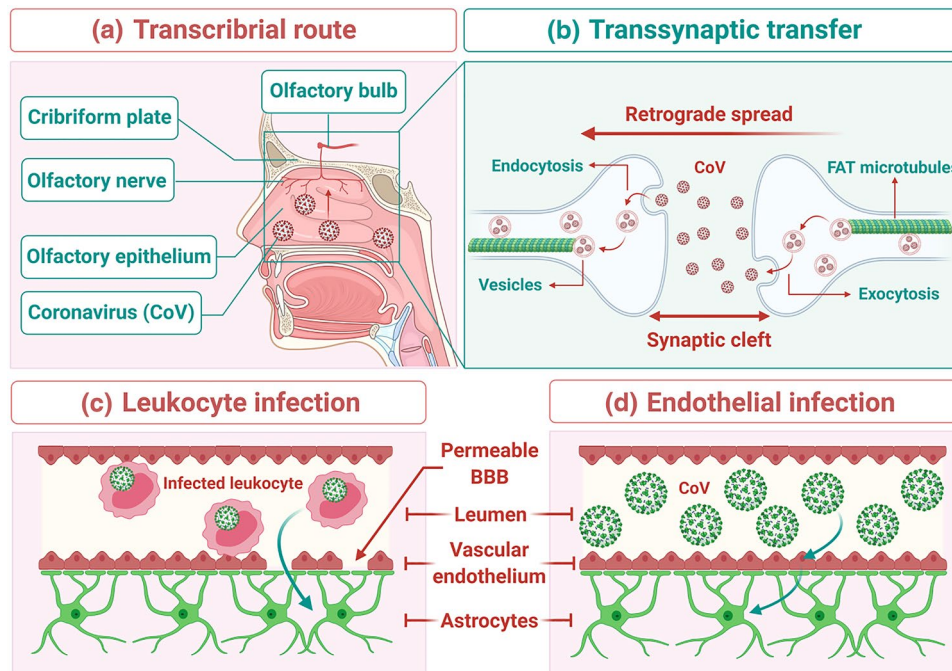 (a) Transcribrial route
Olfactory bulb
Cribriform plate
Olfactory nerve
Olfactory epithelium
Coronavirus (CoV)
(b) Transsynaptic transfer
Retrograde spread
Endocytosis
CoV
FAT microtubules
Vesicles
Exocytosis
Synaptic cleft
(c) Leukocyte infection
Infected leukocyte
Permeable
BBB
Leumen
Vascular
endothelium
Astrocytes
(d) Endothelial infection
CoV